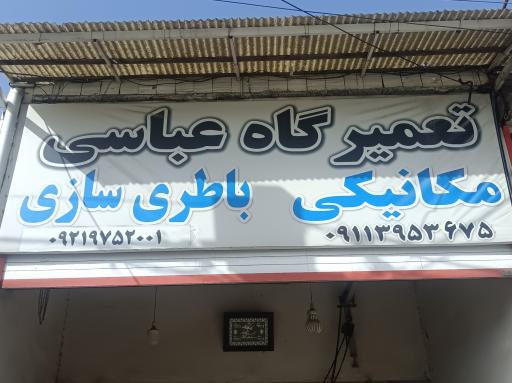 تعمیرگاه عباسی
مکانیکی باطری سازی
۰۹۱۱۳۹۵۳۶۷۵ ۰۹۲۱۹۷۵۲۰۰۱